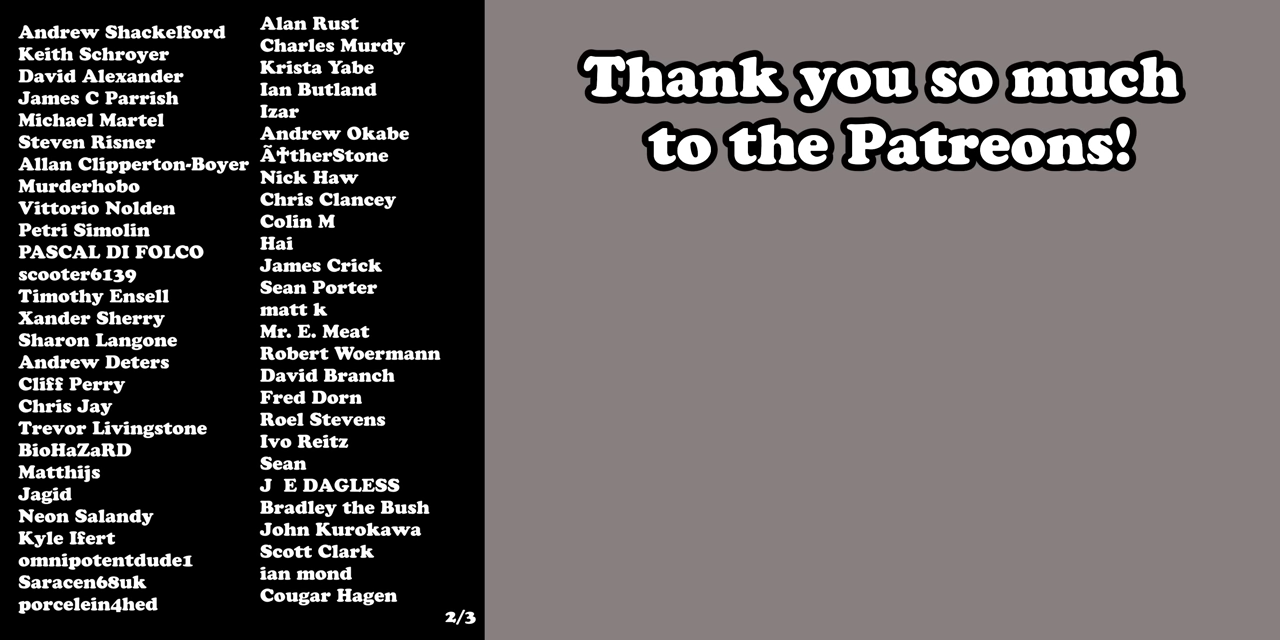 Andrew Shackelford
Keith Schroyer
David Alexander
James C Parrish
Michael Martel
Steven Risner
Allan Clipperton-Boyer
Murderhobo
Vittorio Nolden
Petri Simolin
PASCAL DI FOLCO
scooter6139
Timothy Ensell
Xander Sherry
Sharon Langone
Andrew Deters
Cliff Perry
Chris Jay
Trevor Livingstone
BioHaZaRD
Matthijs
Jagid
Neon Salandy
Kyle Ifert
omnipotentdude1
Saracen68uk
porcelein4hed
Alan Rust
Charles Murdy
Krista Yabe
Ian Butland
Izar
Andrew Okabe
Ã†therStone
Nick Haw
Chris Clancey
Colin M
Hai
James Crick
Sean Porter
matt k
Mr. E. Meat
Robert Woermann
David Branch
Fred Dorn
Roel Stevens
Ivo Reitz
Sean
J  E DAGLESS
Bradley the Bush
John Kurokawa
Scott Clark
ian mond
Cougar Hagen
2/3
Thank you so much
to the Patreons!